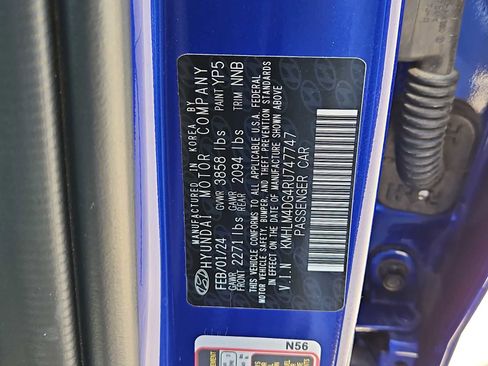 MANUFACTURED IN KOREA BY
HYUNDAI MOTOR COMPANY
FEB/01/24 GVWR 3858 lbs PAINT YP5
GAWR FRONT 2271 lbs GAWR REAR 2094 lbs TRIM NNB
THIS VEHICLE CONFORMS TO ALL APPLICABLE U.S.A. FEDERAL
MOTOR VEHICLE SAFETY, BUMPER, AND THEFT PREVENTION STANDARDS
IN EFFECT ON THE DATE OF MANUFACTURE SHOWN ABOVE
V.I.N KMHLM4DG4RU747747
PASSENGER CAR
N56